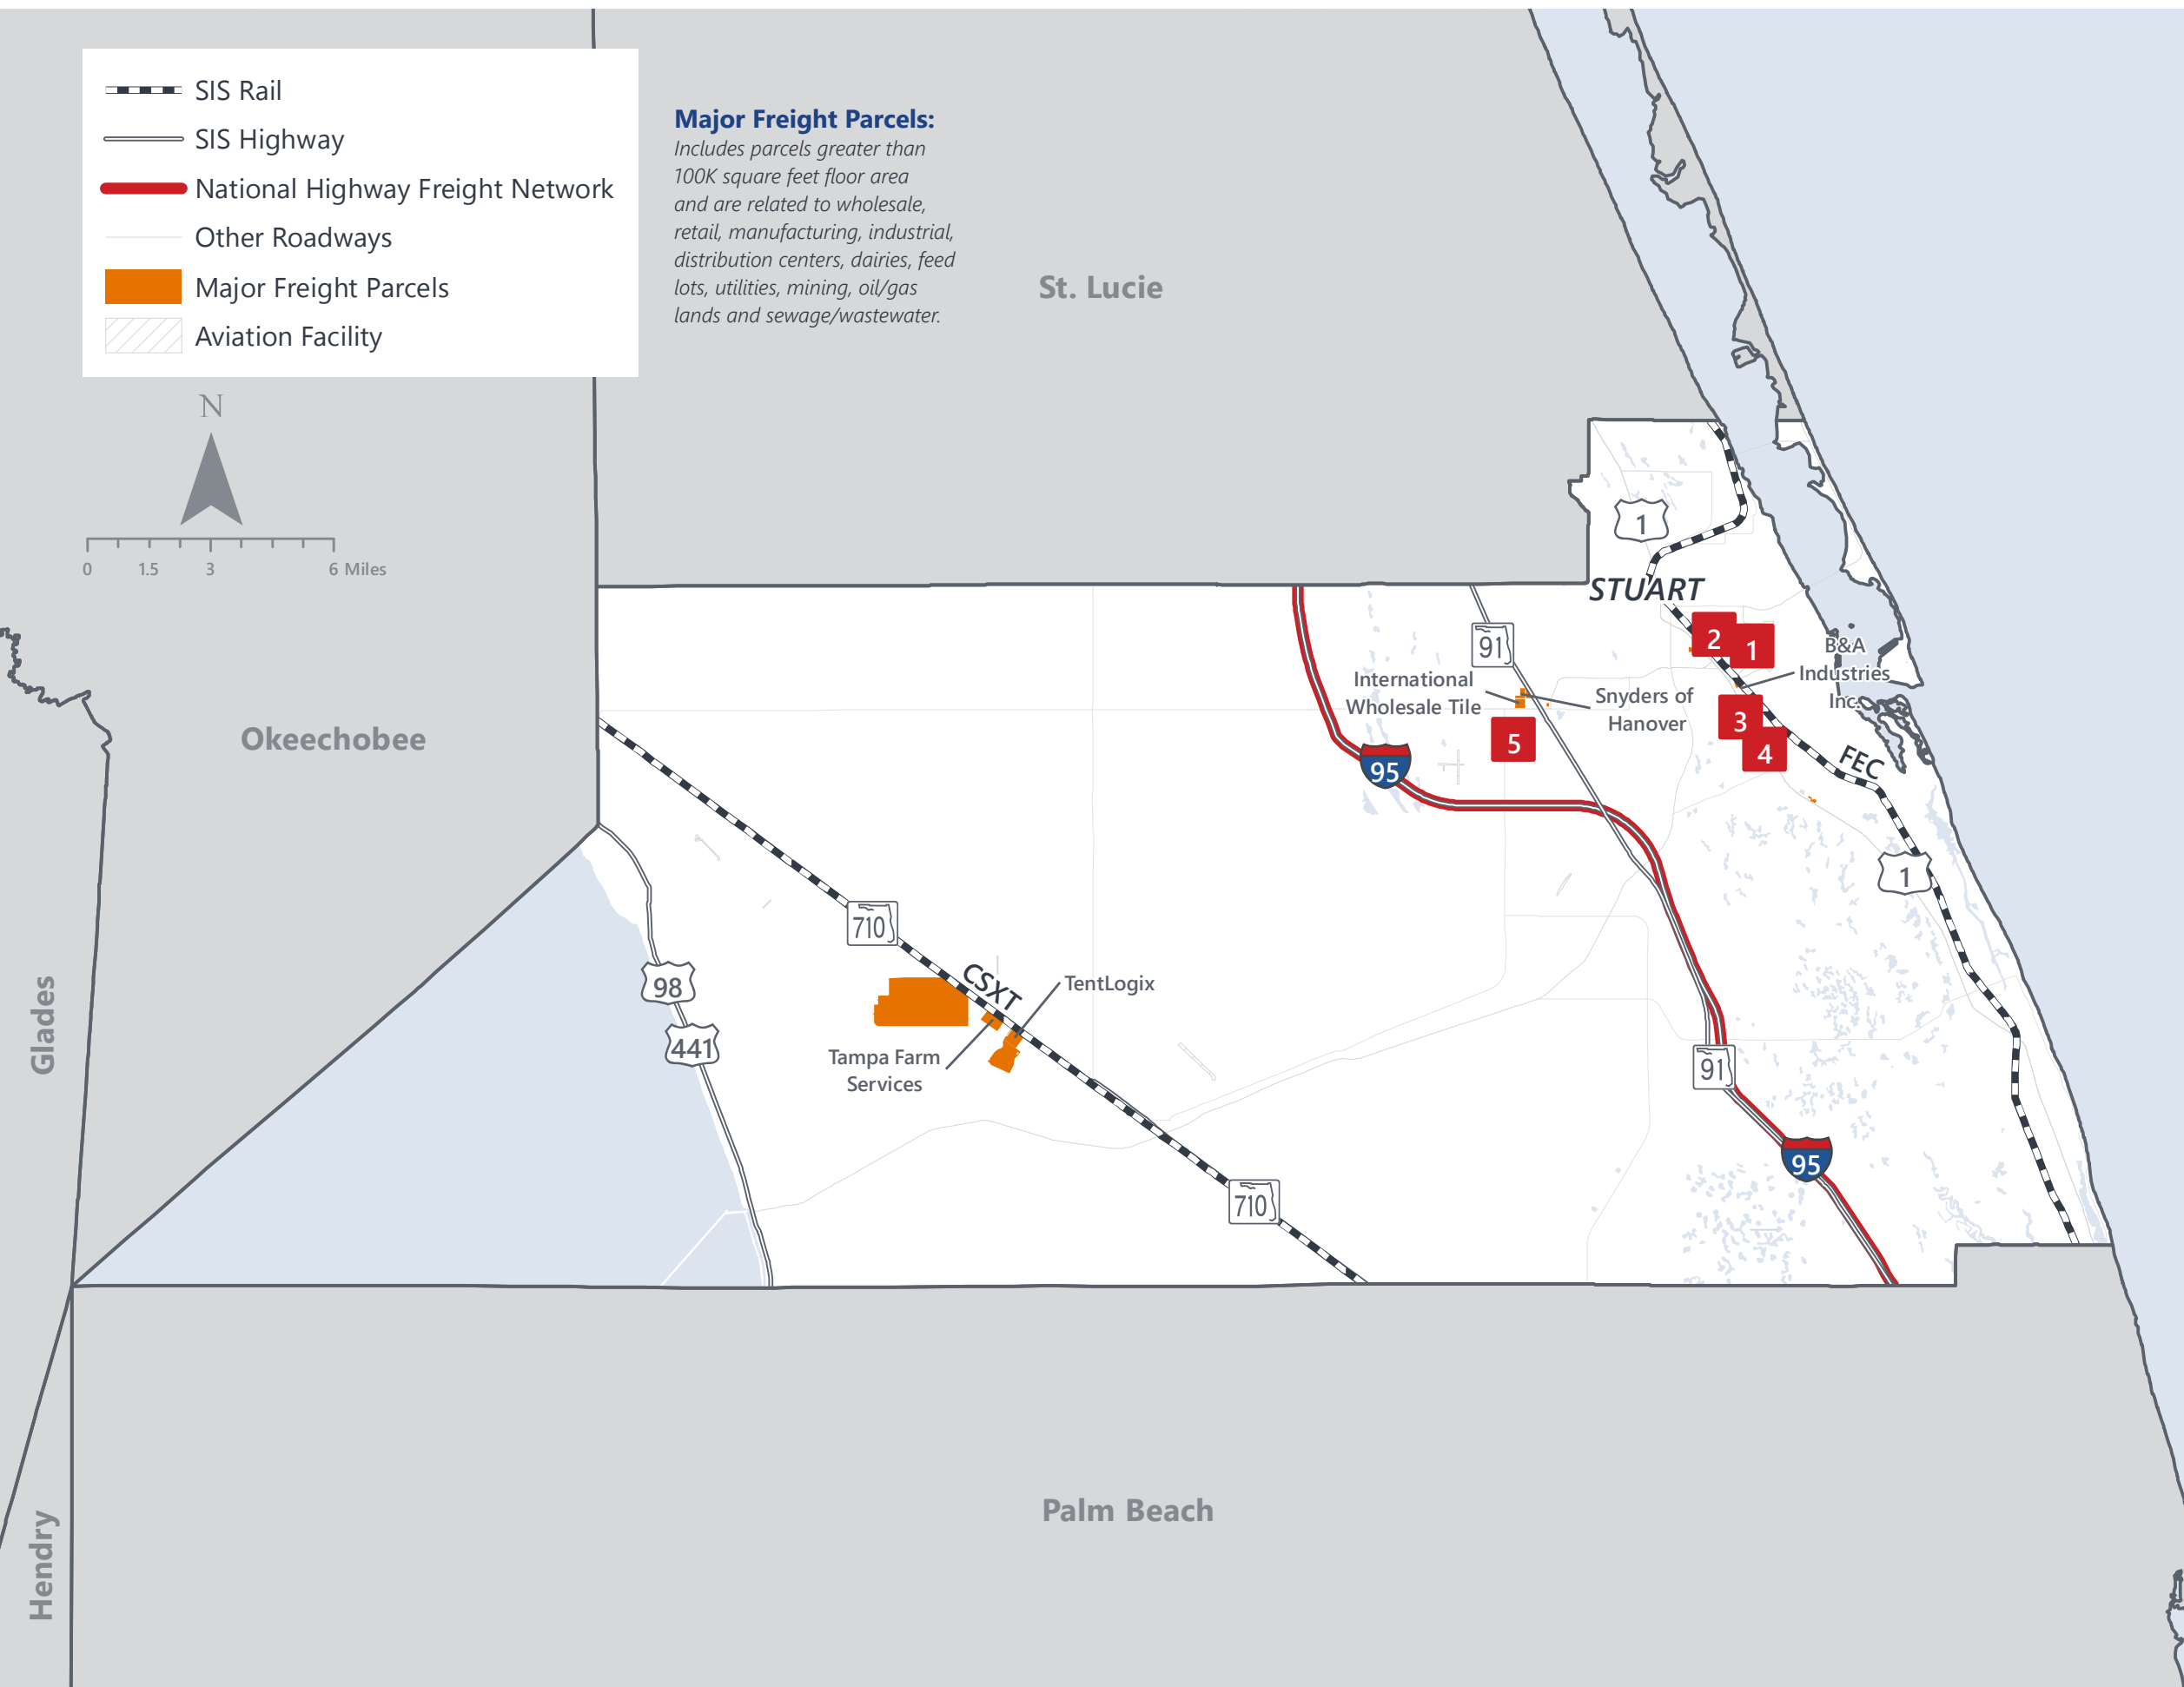 SIS Rail
SIS Highway
National Highway Freight Network
Other Roadways
Major Freight Parcels
Aviation Facility
Major Freight Parcels:
Includes parcels greater than
100K square feet floor area
and are related to wholesale,
retail, manufacturing, industrial,
distribution centers, dairies, feed
lots, utilities, mining, oil/gas
lands and sewage/wastewater.
St. Lucie
N
0 1.5 3 6 Miles
1
STUART
2
1
B&A
Industries
Inc.
91
International
Wholesale Tile
Snyders of
Hanover
3
5
4
Okeechobee
95
FEC
1
710
98
CSXT
TentLogix
441
Tampa Farm
Services
Glades
91
95
710
Palm Beach
Hendry